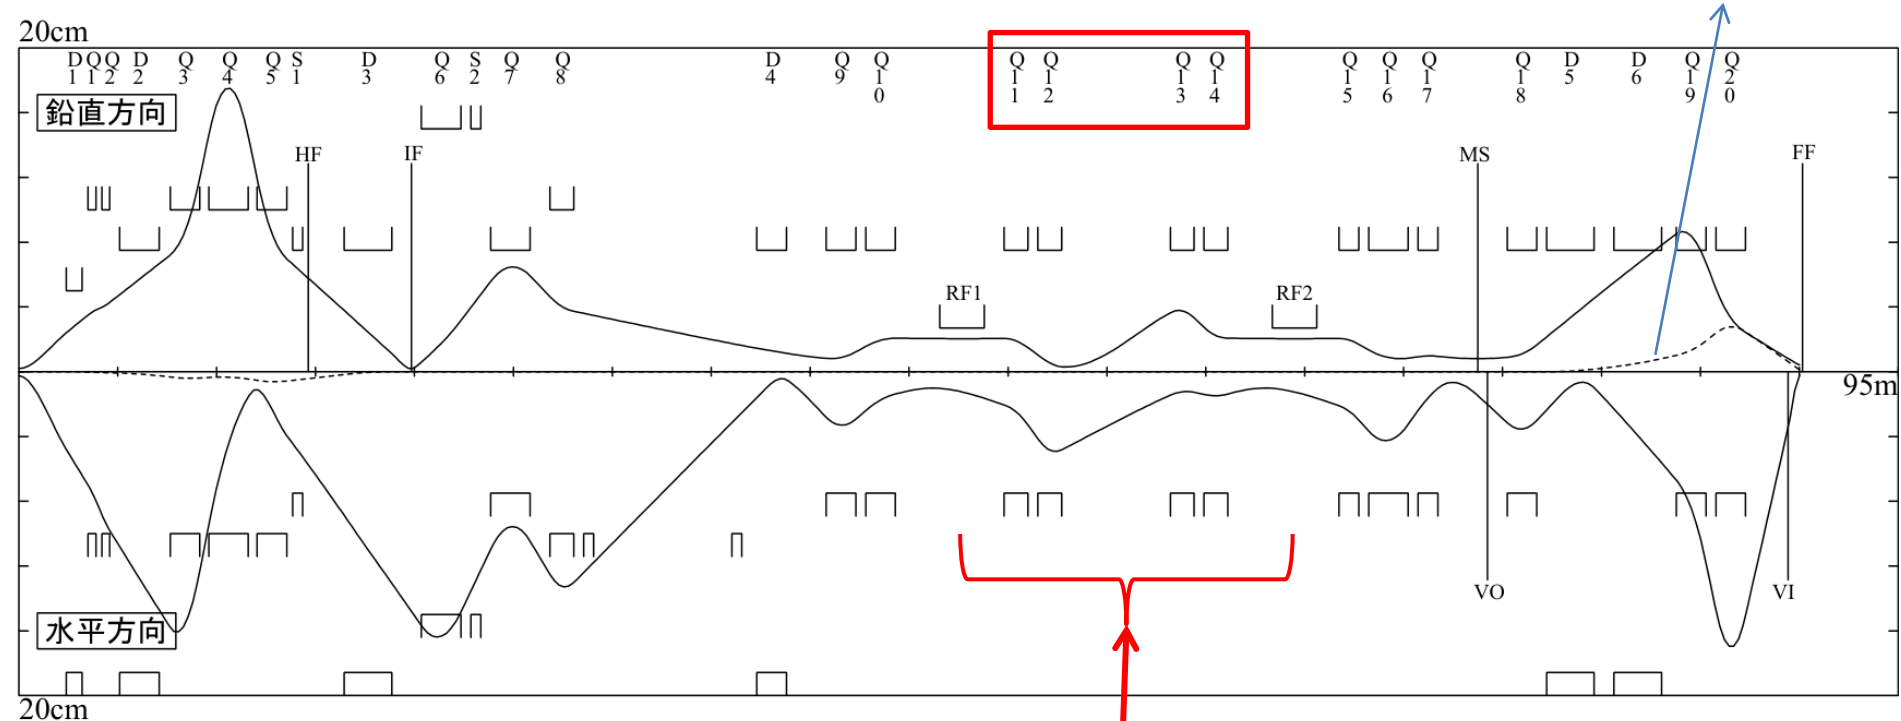 20cm
D1 Q1 Q2 D2 Q3 Q4 Q5 S1 D3 Q6 S2 Q7 Q8 D4 Q9 Q10 Q11 Q12 Q13 Q14 Q15 Q16 Q17 Q18 D5 D6 Q19 Q20
鉛直方向
HF IF MS FF
RF1 RF2
95m
VO VI
水平方向
20cm